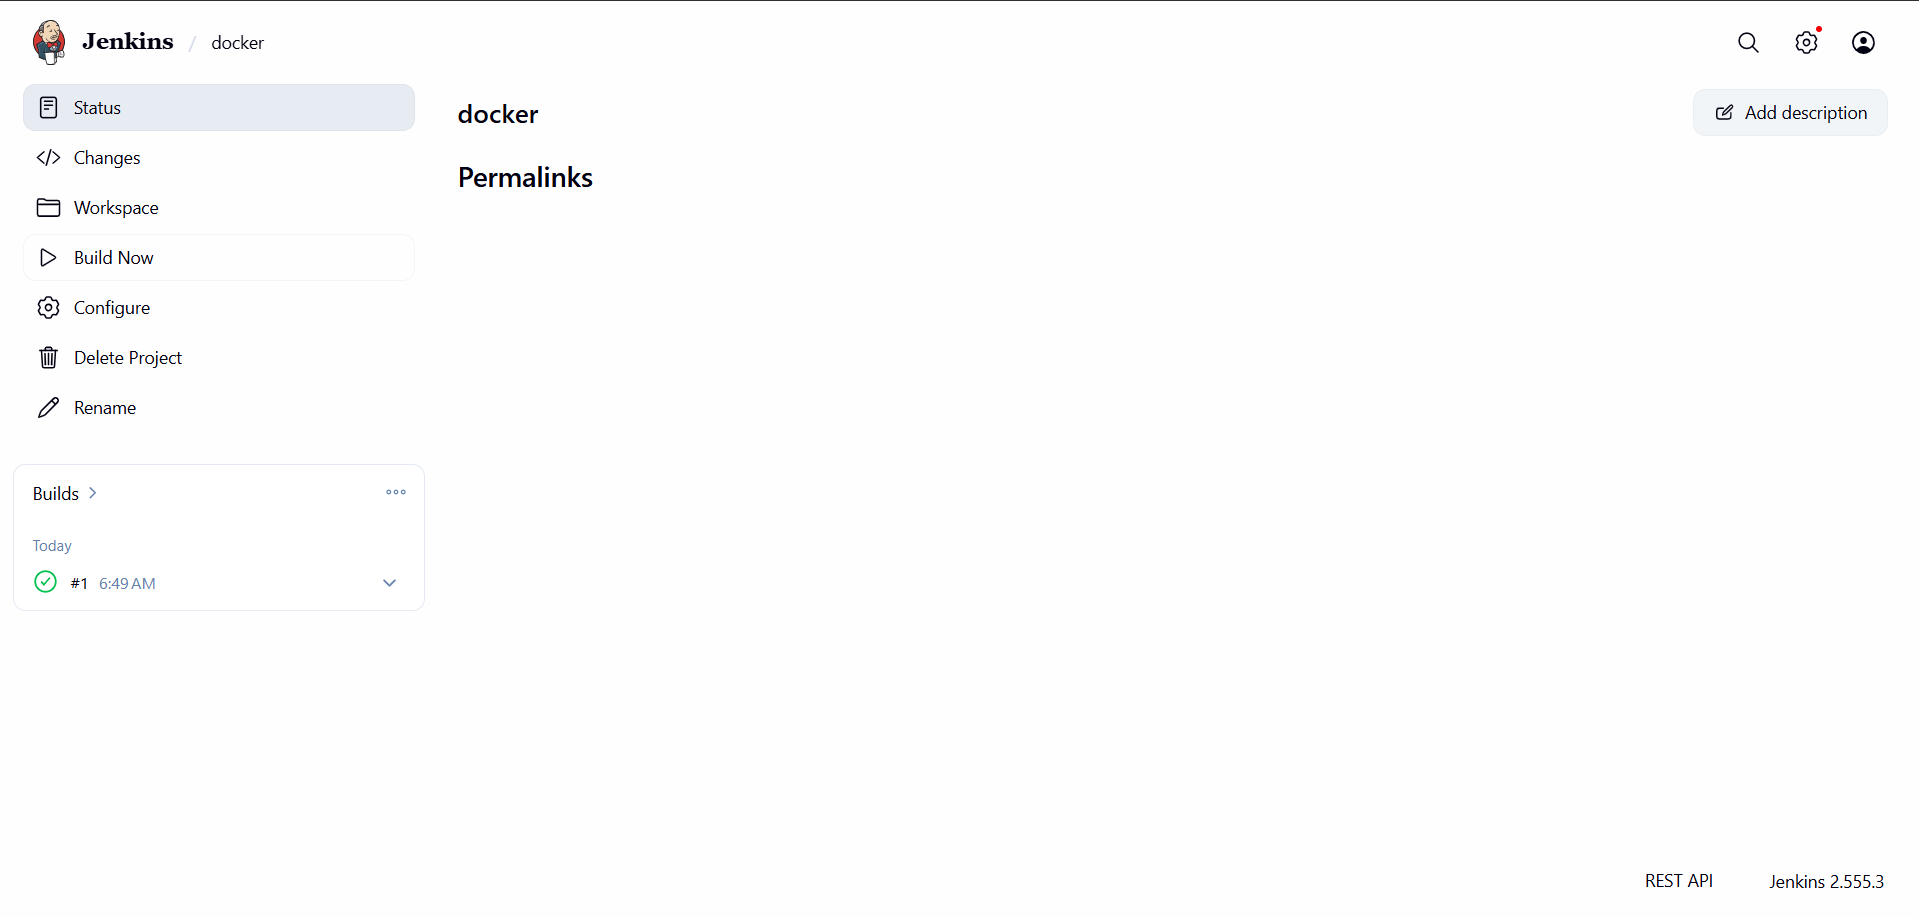 Jenkins / docker
Status
Changes
Workspace
Build Now
Configure
Delete Project
Rename
Builds
Today
#1 6:49 AM
docker
Add description
Permalinks
REST API
Jenkins 2.555.3